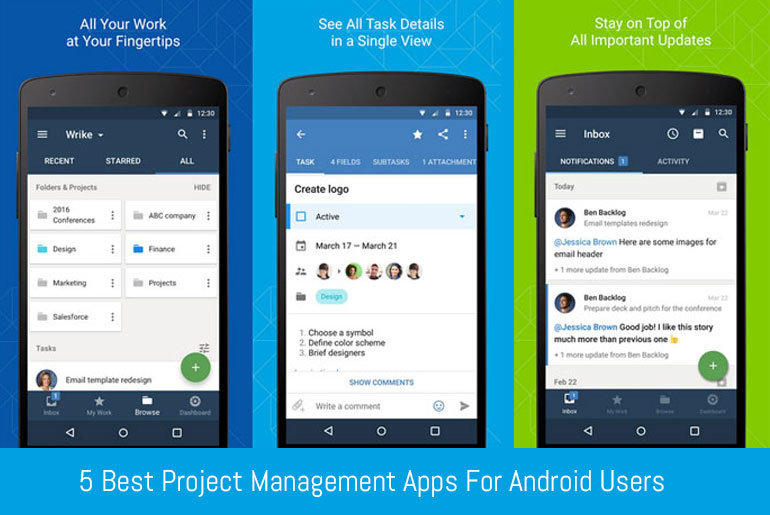 All Your Work
at Your Fingertips
12:30
Wrike
RECENT STARRED ALL
Folders & Projects HIDE
2016
Conferences
ABC company
Design
Finance
Marketing
Projects
Salesforce
Tasks
Email template redesign
1
Inbox My Work Browse Dashboard
See All Task Details
in a Single View
12:30
TASK 4 FIELDS SUBTASKS 1 ATTACHMENT
Create logo
Active
March 17 — March 21
Design
1. Choose a symbol
2. Define color scheme
3. Brief designers
SHOW COMMENTS
Write a comment
Stay on Top of
All Important Updates
12:30
Inbox
NOTIFICATIONS 1 ACTIVITY
Today
Ben Backlog Mar 22
Email templates redesign
@Jessica Brown Here are some images for
email header
+ 1 more update from Ben Backlog
Ben Backlog Mar 22
Prepare deck and pitch for the conference
@Jessica Brown Good job! I like this story
much more than previous one 👍
+ 1 more update from Ben Backlog
Feb 22
1
Inbox My Work Browse Dashboard
5 Best Project Management Apps For Android Users